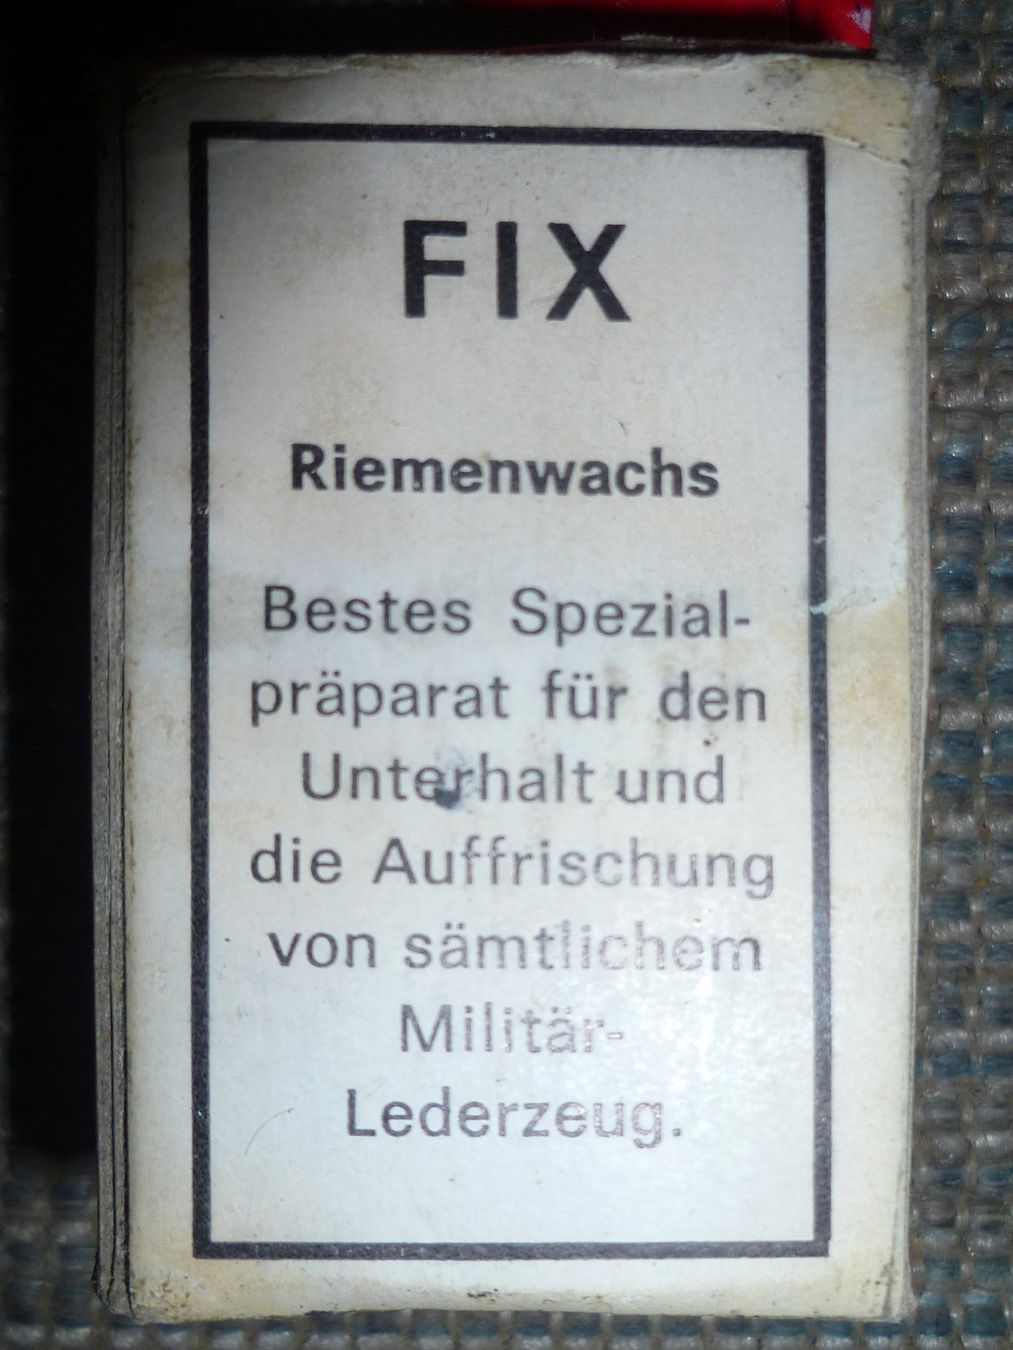 FIX
Riemenwachs
Bestes Spezial-
präparat für den
Unterhalt und
die Auffrischung
von sämtlichem
Militär-
Lederzeug.